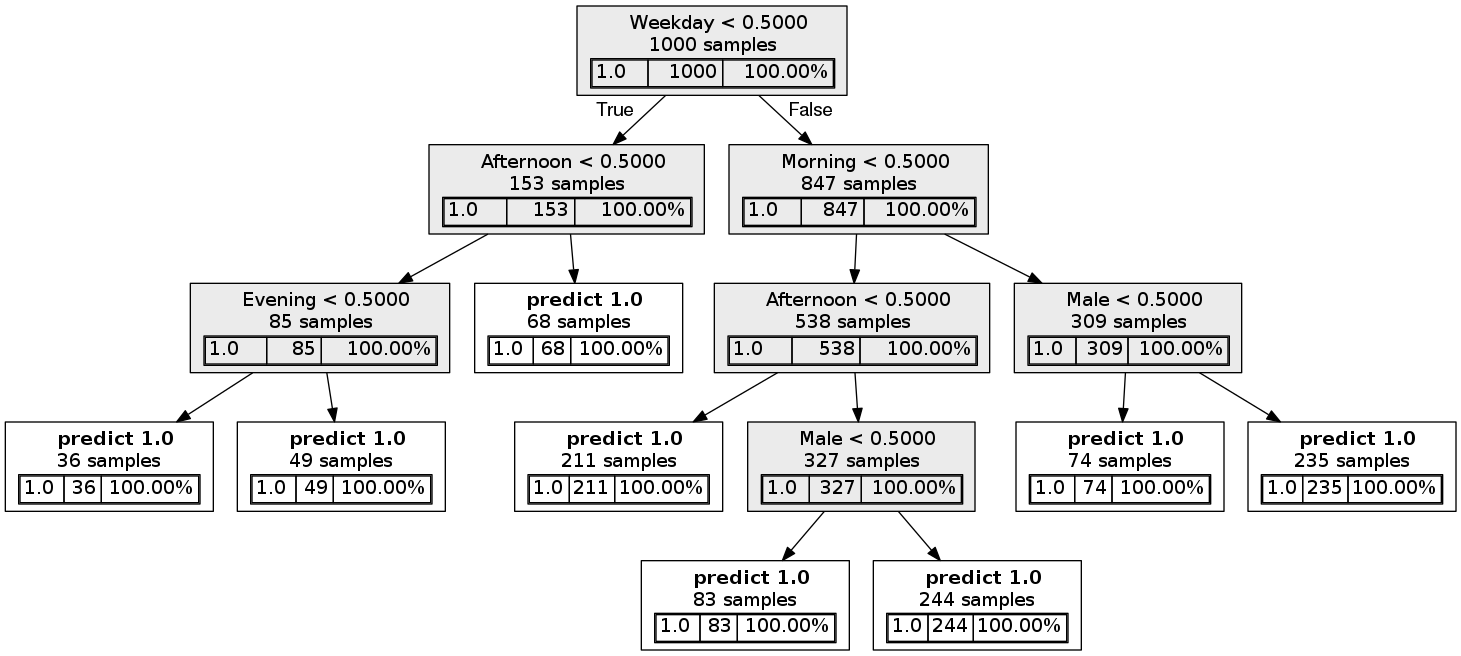 Weekday < 0.5000
1000 samples
1.0 1000 100.00%
True
False
Afternoon < 0.5000
153 samples
1.0 153 100.00%
Morning < 0.5000
847 samples
1.0 847 100.00%
Evening < 0.5000
85 samples
1.0 85 100.00%
predict 1.0
68 samples
1.0 68 100.00%
Afternoon < 0.5000
538 samples
1.0 538 100.00%
Male < 0.5000
309 samples
1.0 309 100.00%
predict 1.0
36 samples
1.0 36 100.00%
predict 1.0
49 samples
1.0 49 100.00%
predict 1.0
211 samples
1.0 211 100.00%
Male < 0.5000
327 samples
1.0 327 100.00%
predict 1.0
74 samples
1.0 74 100.00%
predict 1.0
235 samples
1.0 235 100.00%
predict 1.0
83 samples
1.0 83 100.00%
predict 1.0
244 samples
1.0 244 100.00%